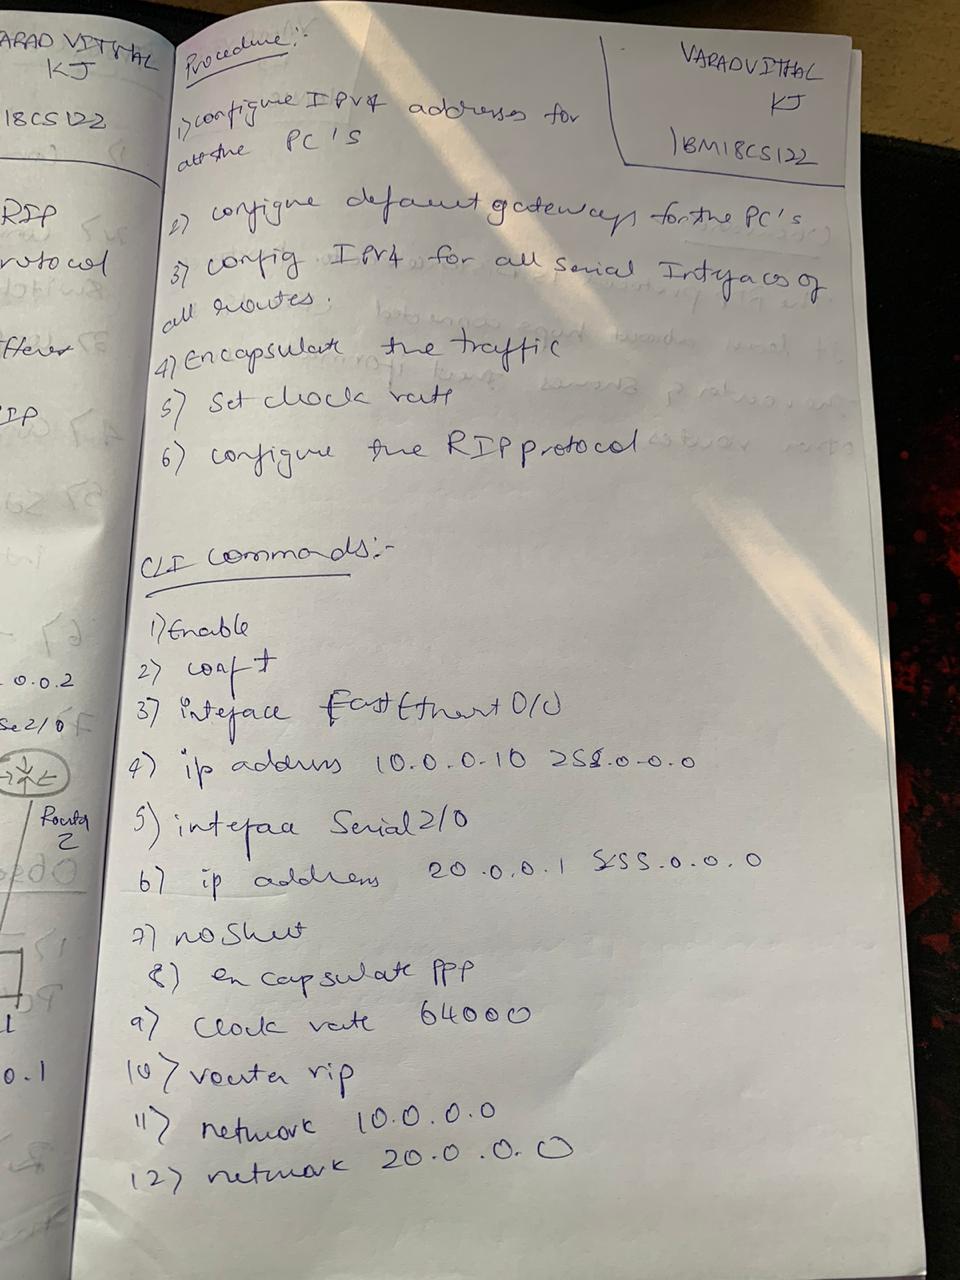 ARAD VITTHAL
KJ
18CS122
RIP
rotocol
IP
0.0.2
Se2/0
Router
2
1
0.1
VARADVITHAL
KJ
1BM18CS122
Procedure:-
1) configure IPV4 addresses for
all the PC's
2) configure default gateways for the PC's
3) config IPV4 for all serial Intefaces of
all routes.
4) Encapsulate the traffic
5) set clock rate
6) configure the RIP protocol
CLI commands:-
1) Enable
2) conf t
3) inteface FastEthernet 0/0
4) ip address 10.0.0.10 255.0.0.0
5) inteface Serial 2/0
6) ip address 20.0.0.1 255.0.0.0
7) no shut
8) encapsulate PPP
9) clock rate 64000
10) router rip
11) network 10.0.0.0
12) network 20.0.0.0